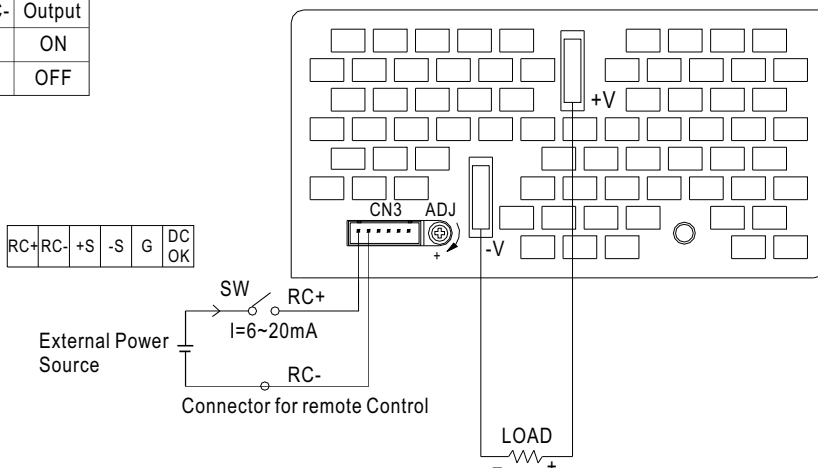 C- Output
ON
OFF
+V
CN3 ADJ
-V
+
RC+ RC- +S -S G DC OK
SW RC+
I=6~20mA
External Power
Source
RC-
Connector for remote Control
LOAD
- +